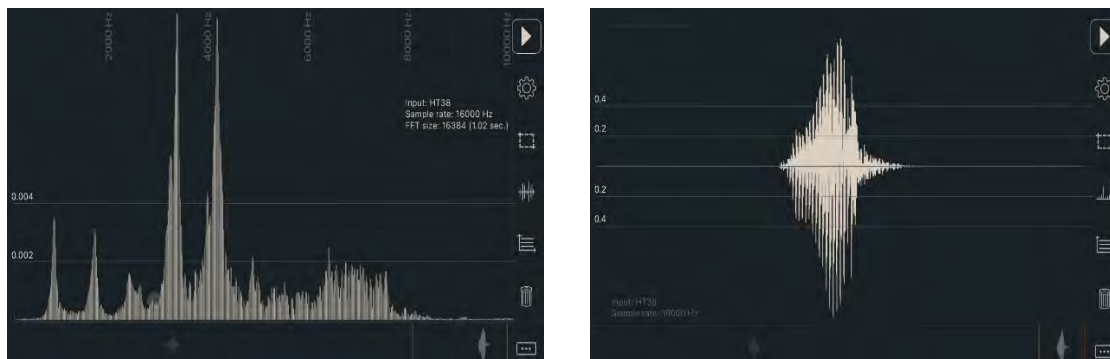 2000 Hz
4000 Hz
6000 Hz
8000 Hz
10000 Hz
Input: HT38
Sample rate: 16000 Hz
FFT size: 16384 (1.02 sec.)
0.004
0.002
0.4
0.2
0.2
0.4
Input: HT38
Sample rate: 16000 Hz